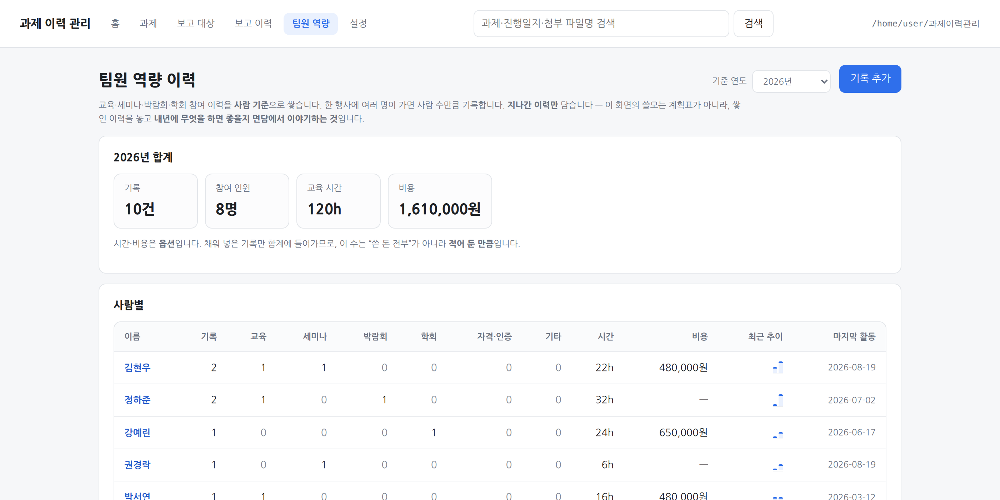 과제 이력 관리 홈 과제 보고 대상 보고 이력 팀원 역량 설정 과제·진행일지·첨부 파일명 검색 검색 /home/user/과제이력관리
팀원 역량 이력 기준 연도 2026년 기록 추가
교육·세미나·박람회·학회 참여 이력을 사람 기준으로 쌓습니다. 한 행사에 여러 명이 가면 사람 수만큼 기록합니다. 지나간 이력만 담습니다 — 이 화면의 쓸모는 계획표가 아니라, 쌓
인 이력을 놓고 내년에 무엇을 하면 좋을지 면담에서 이야기하는 것입니다.
2026년 합계
기록 참여 인원 교육 시간 비용
10건 8명 120h 1,610,000원
시간·비용은 옵션입니다. 채워 넣은 기록만 합계에 들어가므로, 이 수는 “쓴 돈 전부”가 아니라 적어 둔 만큼입니다.
사람별
이름 기록 교육 세미나 박람회 학회 자격·인증 기타 시간 비용 최근 추이 마지막 활동
김현우 2 1 1 0 0 0 0 22h 480,000원 2026-08-19
정하준 2 1 0 1 0 0 0 32h — 2026-07-02
강예린 1 0 0 0 1 0 0 24h 650,000원 2026-06-17
권경락 1 0 1 0 0 0 0 6h — 2026-08-19
박서연 1 1 0 0 0 0 0 16h 480,000원 2026-03-12